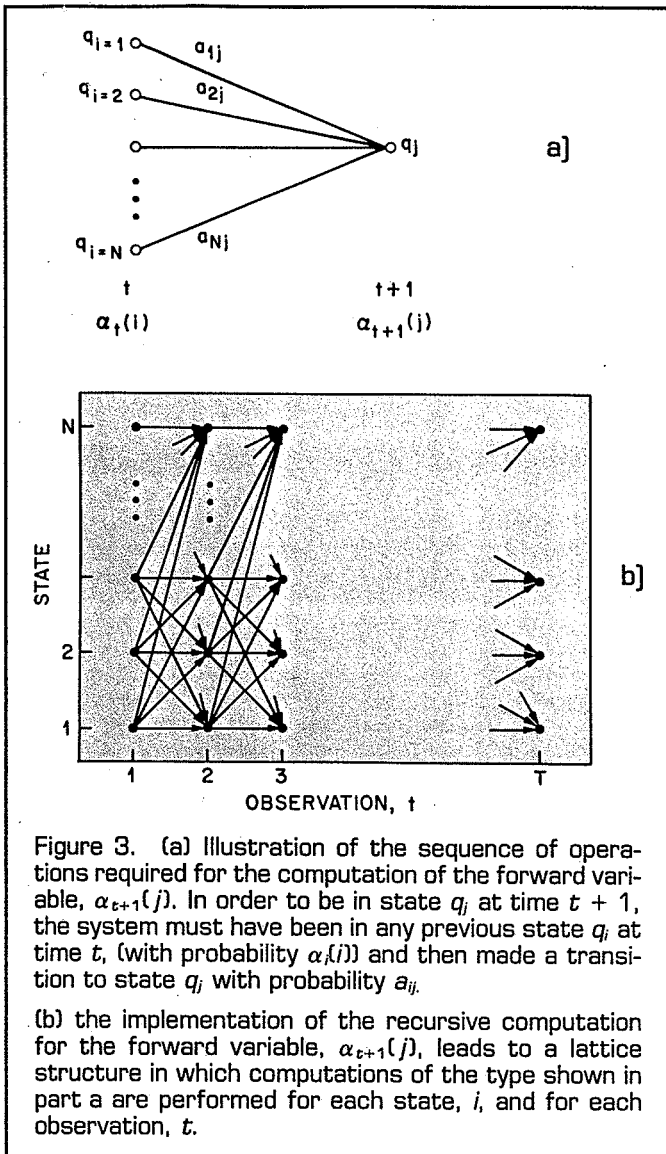 q_{i=1}
a_{1j}
q_{i=2}
a_{2j}
q_j
a]
q_{i=N}
a_{Nj}
t
t+1
α_t(i)
α_{t+1}(j)
N
STATE
2
1
b]
1 2 3 T
OBSERVATION, t
Figure 3. (a) Illustration of the sequence of opera-
tions required for the computation of the forward vari-
able, α_{t+1}(j). In order to be in state q_j at time t + 1,
the system must have been in any previous state q_i at
time t, (with probability α_i(i)) and then made a transi-
tion to state q_j with probability a_{ij}.
(b) the implementation of the recursive computation
for the forward variable, α_{t+1}(j), leads to a lattice
structure in which computations of the type shown in
part a are performed for each state, i, and for each
observation, t.